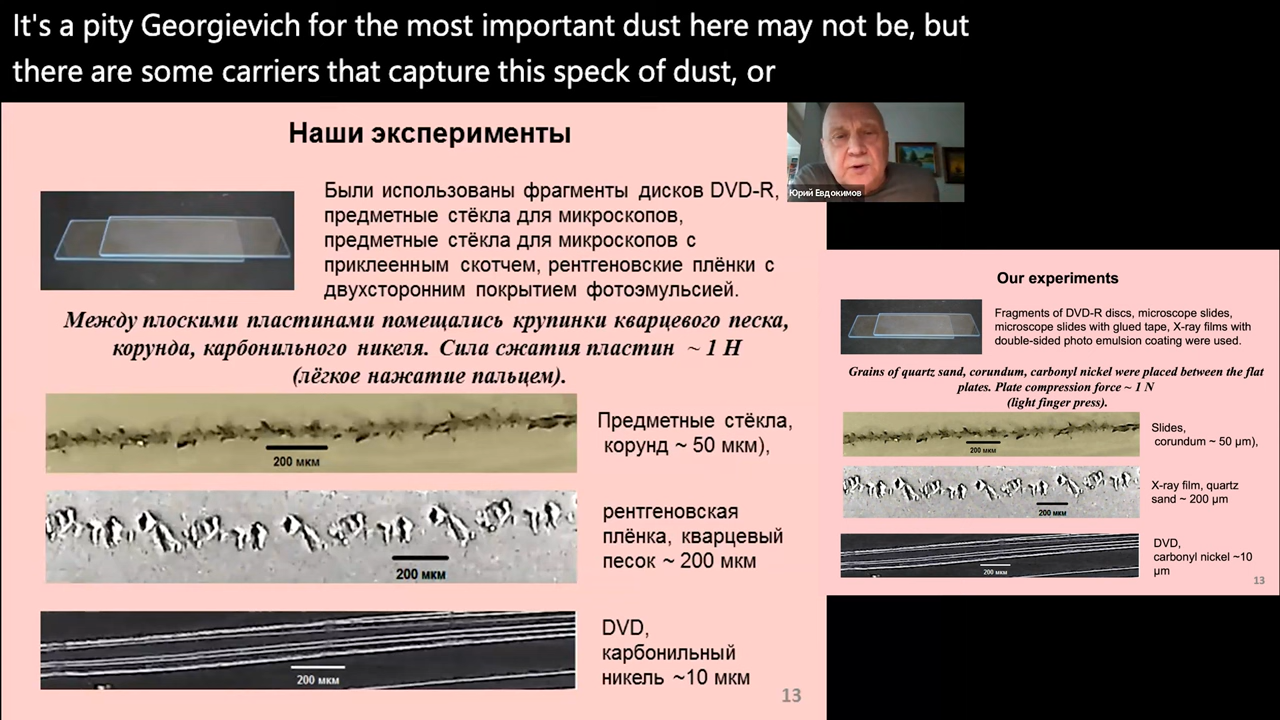 It's a pity Georgievich for the most important dust here may not be, but
there are some carriers that capture this speck of dust, or
Наши эксперименты
Были использованы фрагменты дисков DVD-R,
предметные стёкла для микроскопов,
предметные стёкла для микроскопов с
приклеенным скотчем, рентгеновские плёнки с
двухсторонним покрытием фотоэмульсией.
Между плоскими пластинами помещались крупинки кварцевого песка,
корунда, карбонильного никеля. Сила сжатия пластин ~ 1 Н
(лёгкое нажатие пальцем).
200 мкм
Предметные стёкла,
корунд ~ 50 мкм),
200 мкм
рентгеновская
плёнка, кварцевый
песок ~ 200 мкм
200 мкм
DVD,
карбонильный
никель ~10 мкм
13
Юрий Евдокимов
Our experiments
Fragments of DVD-R discs, microscope slides,
microscope slides with glued tape, X-ray films with
double-sided photo emulsion coating were used.
Grains of quartz sand, corundum, carbonyl nickel were placed between the flat
plates. Plate compression force ~ 1 N
(light finger press).
200 мкм
Slides,
corundum ~ 50 µm),
200 мкм
X-ray film, quartz
sand ~ 200 µm
200 мкм
DVD,
carbonyl nickel ~10
µm
13